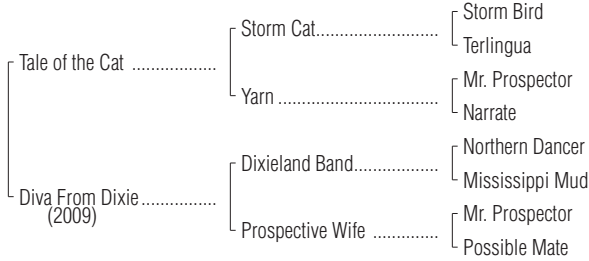 Storm Bird
Storm Cat..............................
Terlingua
Tale of the Cat ..................
Mr. Prospector
Yarn ........................................
Narrate
Northern Dancer
Dixieland Band.....................
Mississippi Mud
Diva From Dixie................
(2009)
Mr. Prospector
Prospective Wife ................
Possible Mate